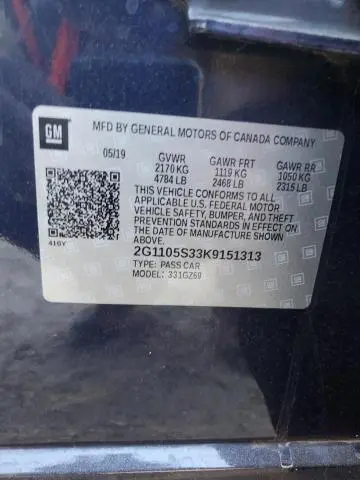 GM
MFD BY GENERAL MOTORS OF CANADA COMPANY
05/19 GVWR GAWR FRT GAWR RR
2170 KG 1119 KG 1050 KG
4784 LB 2468 LB 2315 LB
THIS VEHICLE CONFORMS TO ALL
APPLICABLE U.S. FEDERAL MOTOR
VEHICLE SAFETY, BUMPER, AND THEFT
PREVENTION STANDARDS IN EFFECT ON
THE DATE OF MANUFACTURE SHOWN
ABOVE.
416Y
2G1105S33K9151313
TYPE: PASS CAR
MODEL: 331GZ69